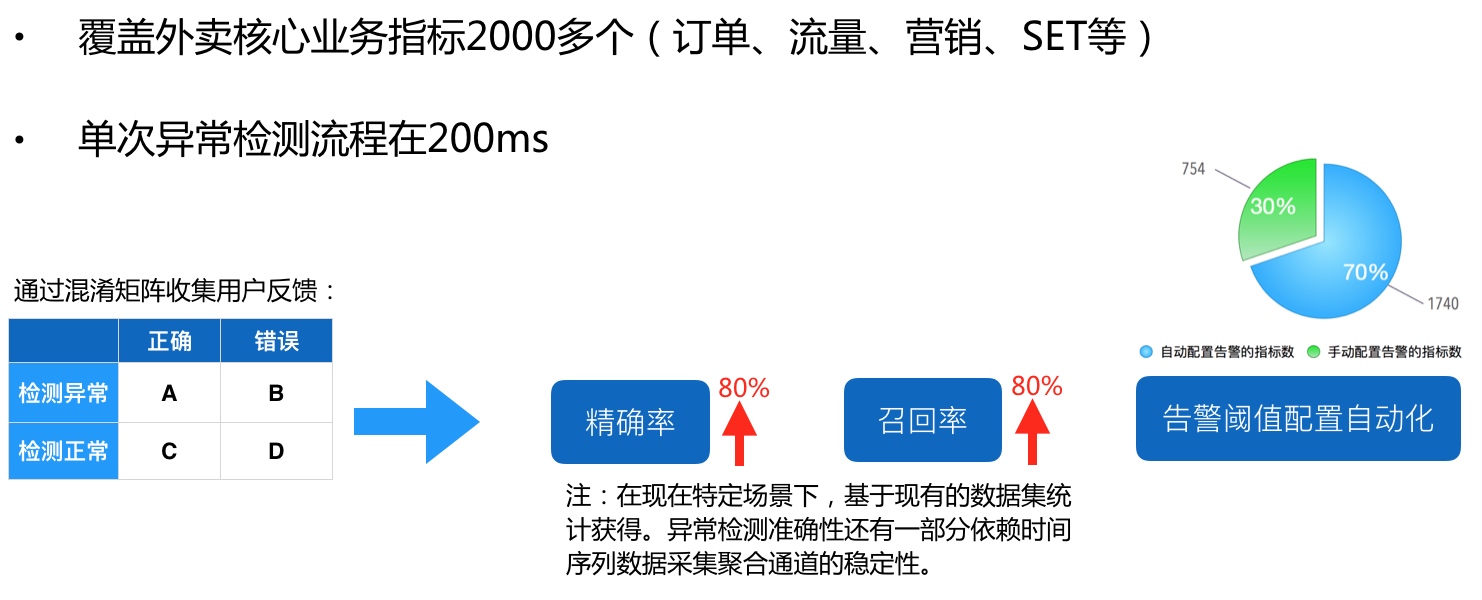 • 覆盖外卖核心业务指标2000多个（订单、流量、营销、SET等）
• 单次异常检测流程在200ms
754
30%
70%
1740
自动配置告警的指标数 手动配置告警的指标数
通过混淆矩阵收集用户反馈：
正确 错误
检测异常 A B
检测正常 C D
精确率 80%
召回率 80%
告警阈值配置自动化
注：在现在特定场景下，基于现有的数据集统
计获得。异常检测准确性还有一部分依赖时间
序列数据采集聚合通道的稳定性。